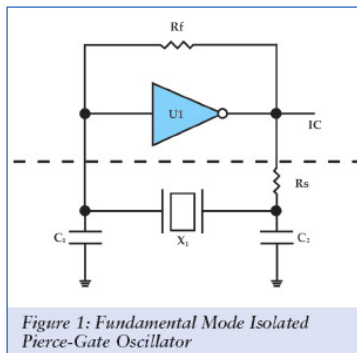 Rf
U1
IC
Rs
C₁
X₁
C₂
Figure 1: Fundamental Mode Isolated
Pierce-Gate Oscillator